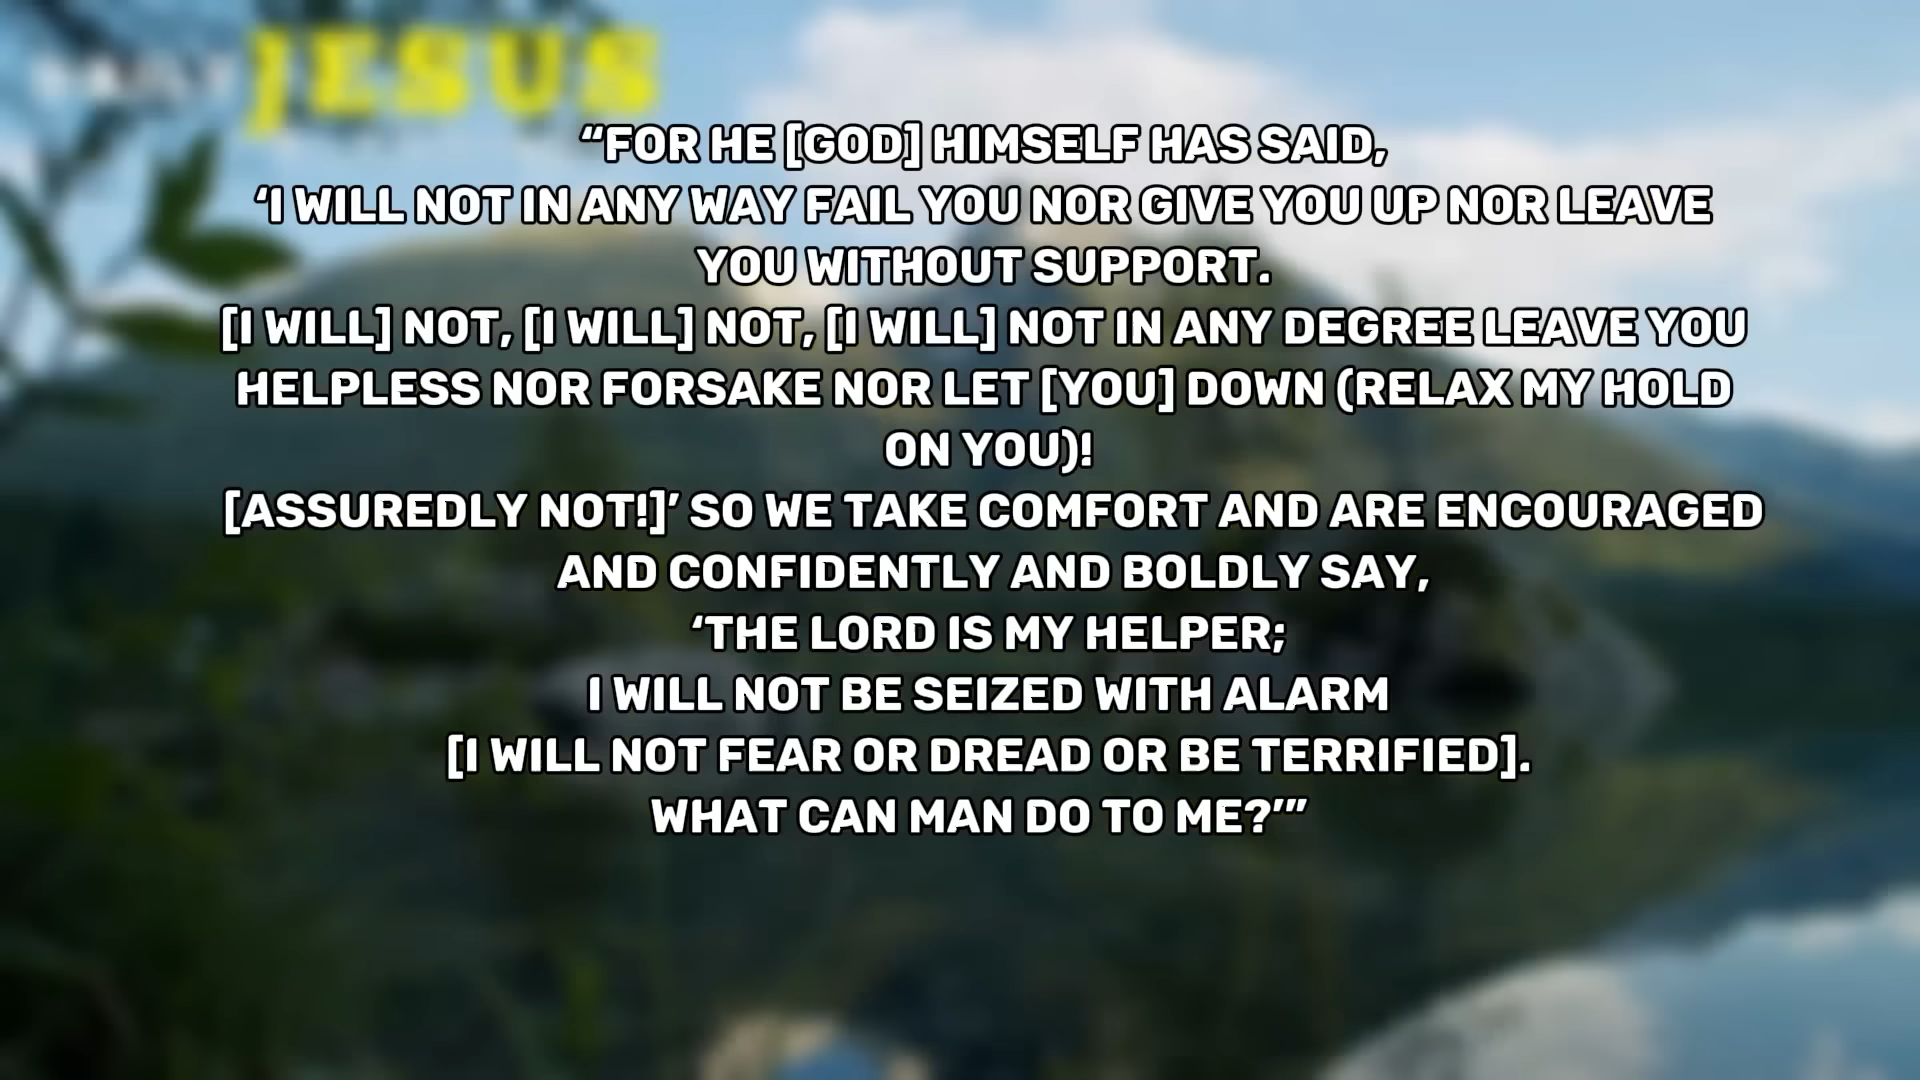 JESUS
“FOR HE [GOD] HIMSELF HAS SAID,
‘I WILL NOT IN ANY WAY FAIL YOU NOR GIVE YOU UP NOR LEAVE
YOU WITHOUT SUPPORT.
[I WILL] NOT, [I WILL] NOT, [I WILL] NOT IN ANY DEGREE LEAVE YOU
HELPLESS NOR FORSAKE NOR LET [YOU] DOWN (RELAX MY HOLD
ON YOU)!
[ASSUREDLY NOT!]’ SO WE TAKE COMFORT AND ARE ENCOURAGED
AND CONFIDENTLY AND BOLDLY SAY,
‘THE LORD IS MY HELPER;
I WILL NOT BE SEIZED WITH ALARM
[I WILL NOT FEAR OR DREAD OR BE TERRIFIED].
WHAT CAN MAN DO TO ME?’”